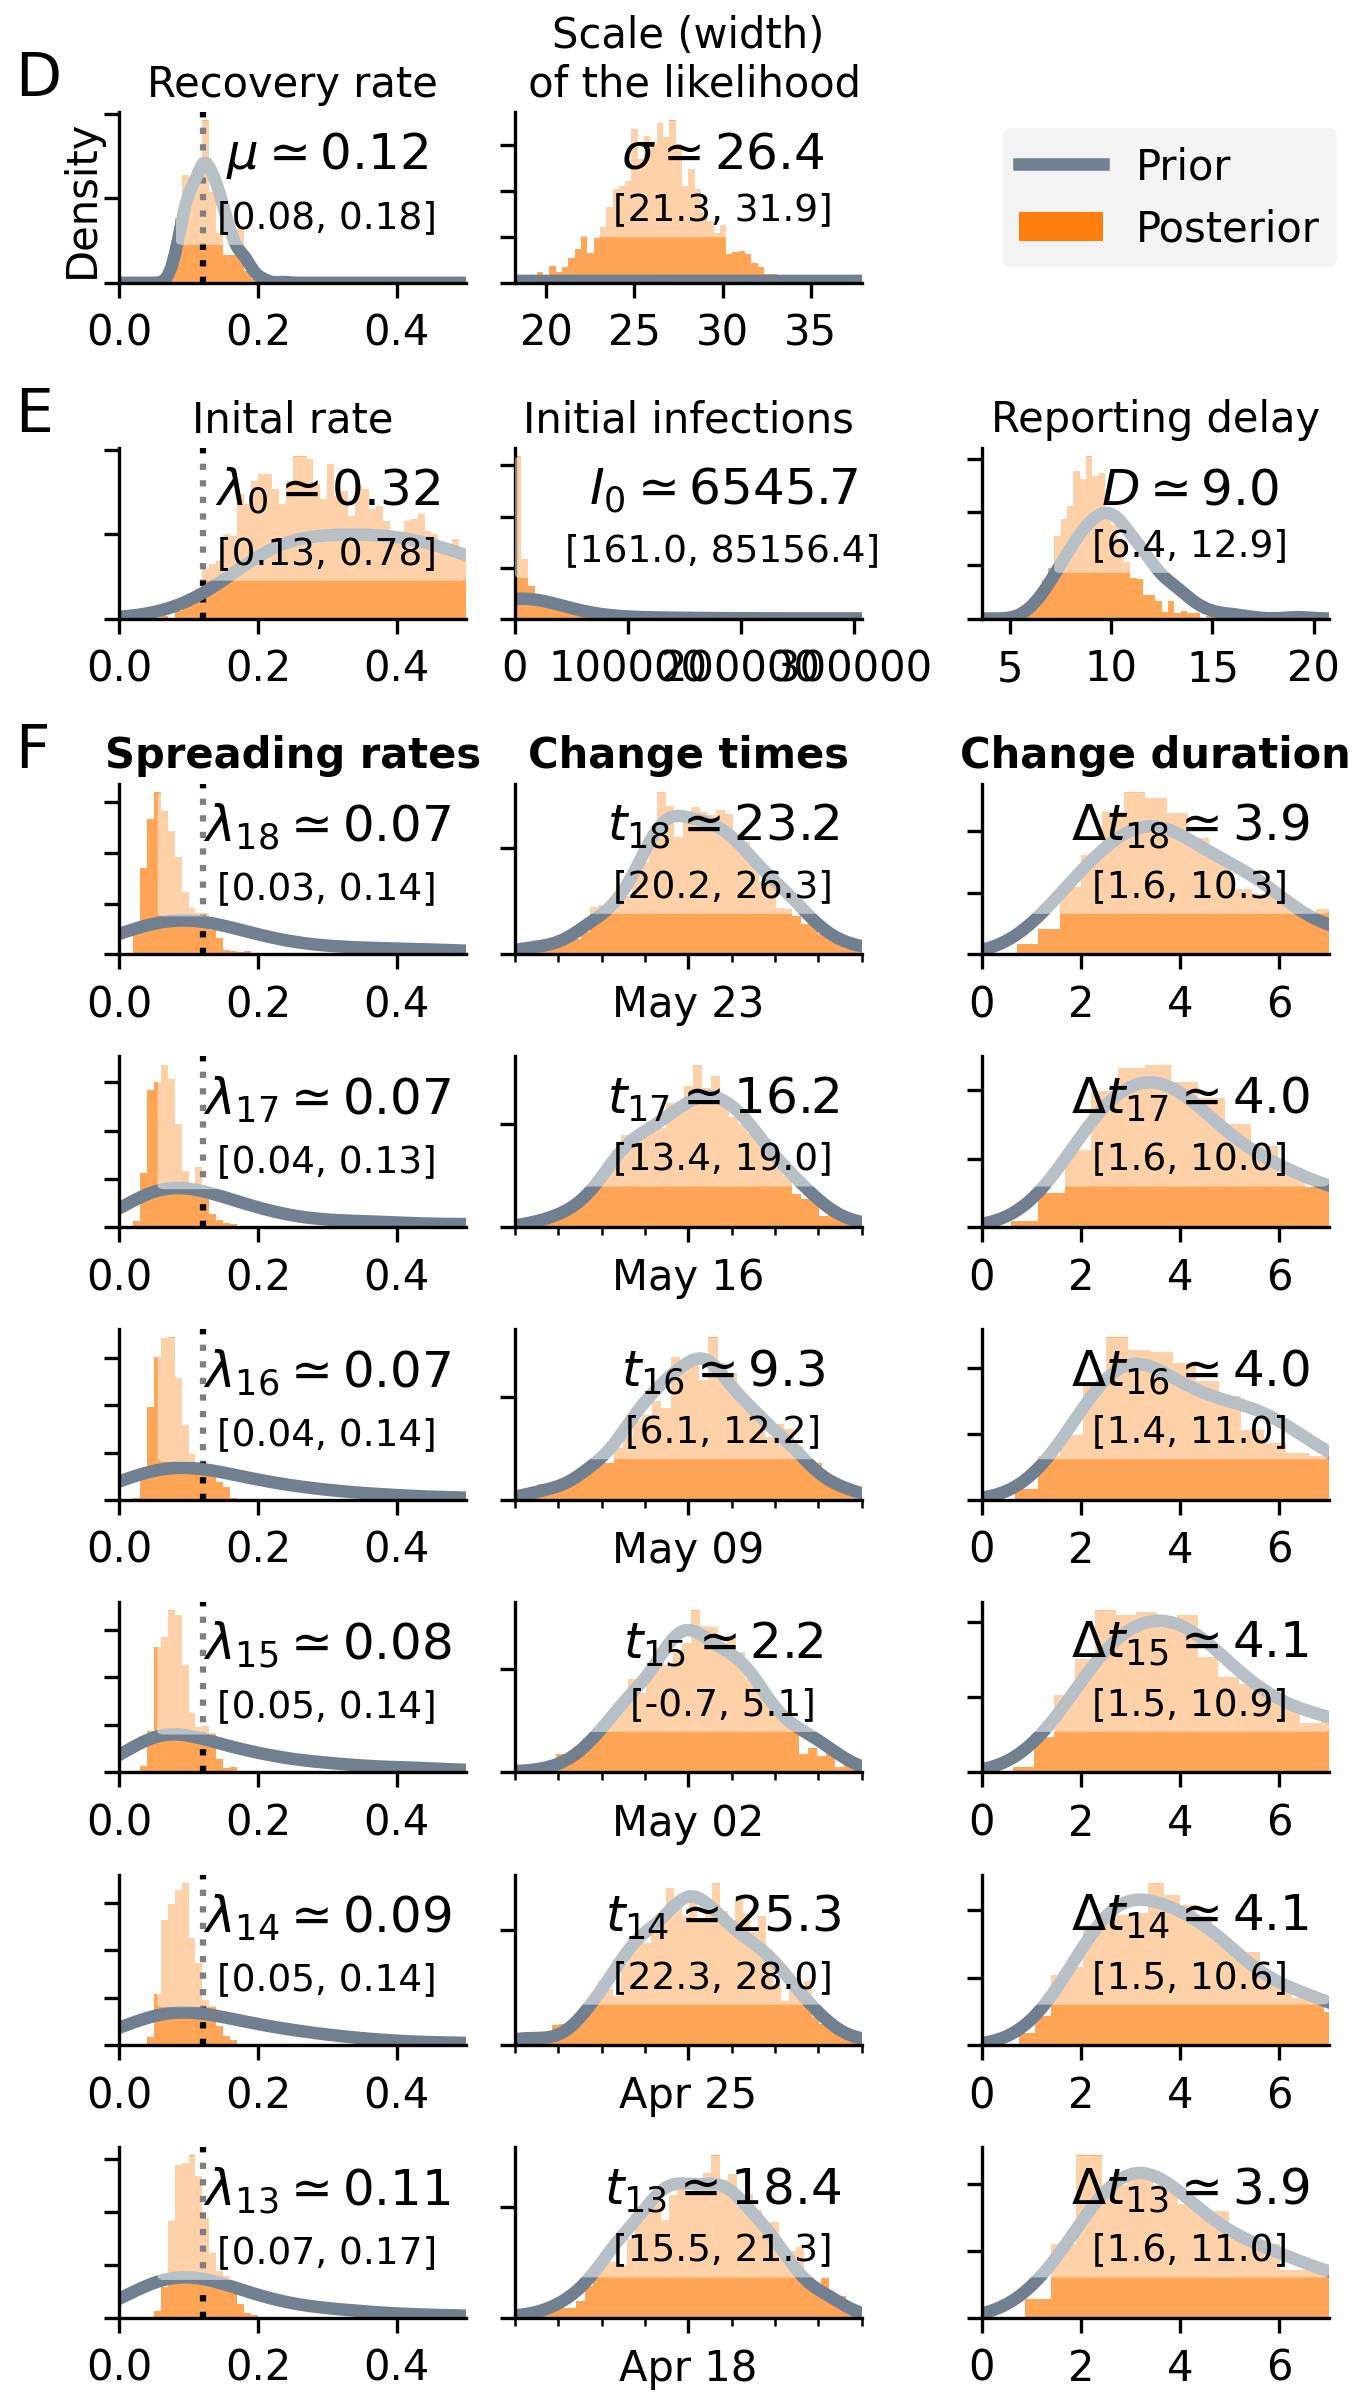 D
Recovery rate
Scale (width)
of the likelihood
Density
μ ≃ 0.12
[0.08, 0.18]
0.0 0.2 0.4
σ ≃ 26.4
[21.3, 31.9]
20 25 30 35
Prior
Posterior
E
Inital rate
λ0 ≃ 0.32
[0.13, 0.78]
0.0 0.2 0.4
Initial infections
I0 ≃ 6545.7
[161.0, 85156.4]
0 100000 200000 300000
Reporting delay
D ≃ 9.0
[6.4, 12.9]
5 10 15 20
F
Spreading rates Change times Change duration
λ18 ≃ 0.07
[0.03, 0.14]
0.0 0.2 0.4
t18 ≃ 23.2
[20.2, 26.3]
May 23
Δt18 ≃ 3.9
[1.6, 10.3]
0 2 4 6
λ17 ≃ 0.07
[0.04, 0.13]
0.0 0.2 0.4
t17 ≃ 16.2
[13.4, 19.0]
May 16
Δt17 ≃ 4.0
[1.6, 10.0]
0 2 4 6
λ16 ≃ 0.07
[0.04, 0.14]
0.0 0.2 0.4
t16 ≃ 9.3
[6.1, 12.2]
May 09
Δt16 ≃ 4.0
[1.4, 11.0]
0 2 4 6
λ15 ≃ 0.08
[0.05, 0.14]
0.0 0.2 0.4
t15 ≃ 2.2
[-0.7, 5.1]
May 02
Δt15 ≃ 4.1
[1.5, 10.9]
0 2 4 6
λ14 ≃ 0.09
[0.05, 0.14]
0.0 0.2 0.4
t14 ≃ 25.3
[22.3, 28.0]
Apr 25
Δt14 ≃ 4.1
[1.5, 10.6]
0 2 4 6
λ13 ≃ 0.11
[0.07, 0.17]
0.0 0.2 0.4
t13 ≃ 18.4
[15.5, 21.3]
Apr 18
Δt13 ≃ 3.9
[1.6, 11.0]
0 2 4 6